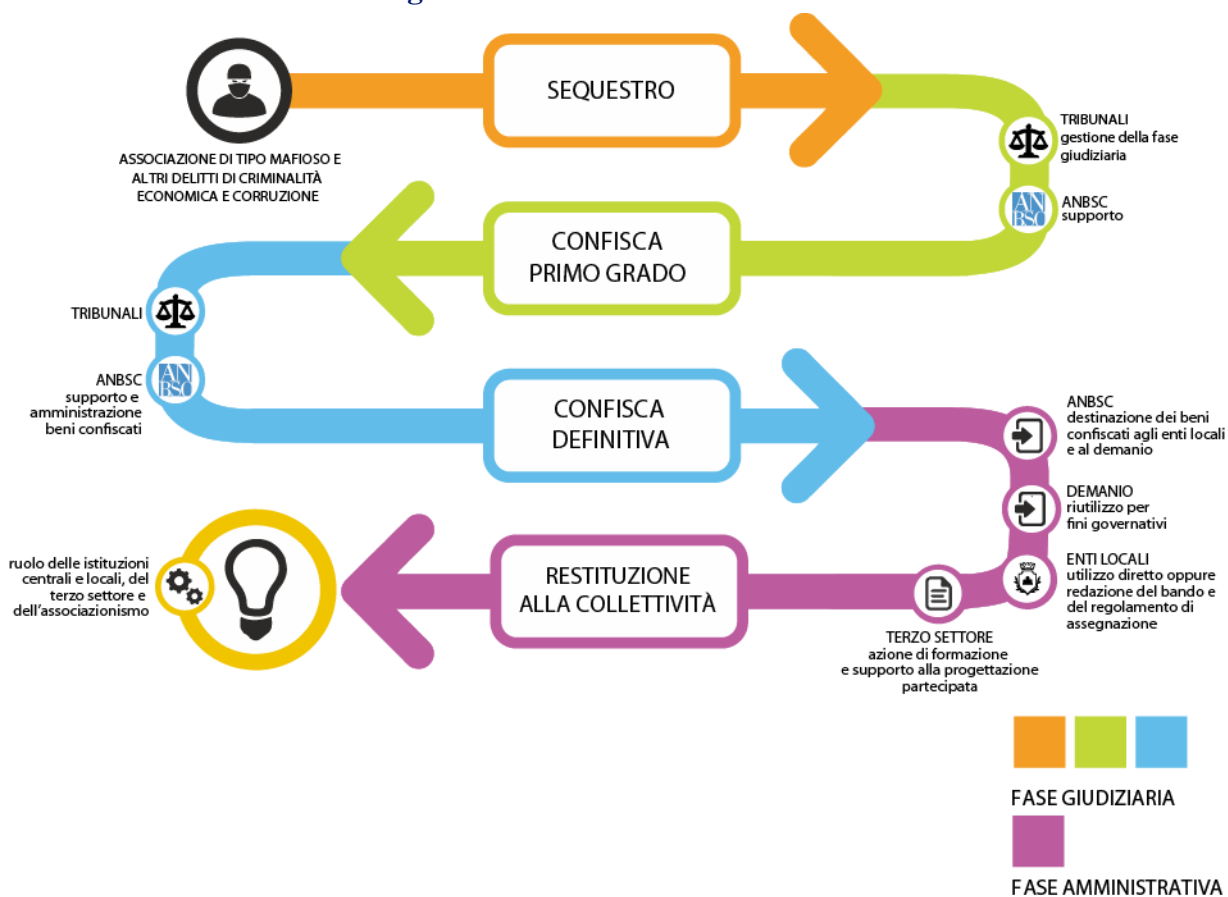 SEQUESTRO
ASSOCIAZIONE DI TIPO MAFIOSO E
ALTRI DELITTI DI CRIMINALITÀ
ECONOMICA E CORRUZIONE
TRIBUNALI
gestione della fase
giudiziaria
AN
BSC
ANBSC
supporto
CONFISCA
PRIMO GRADO
TRIBUNALI
AN
BSC
ANBSC
supporto e
amministrazione
beni confiscati
CONFISCA
DEFINITIVA
ANBSC
destinazione dei beni
confiscati agli enti locali
e al demanio
DEMANIO
riutilizzo per
fini governativi
ENTI LOCALI
utilizzo diretto oppure
redazione del bando e
del regolamento di
assegnazione
TERZO SETTORE
azione di formazione
e supporto alla progettazione
partecipata
RESTITUZIONE
ALLA COLLETTIVITÀ
ruolo delle istituzioni
centrali e locali, del
terzo settore e
dell'associazionismo
FASE GIUDIZIARIA
FASE AMMINISTRATIVA